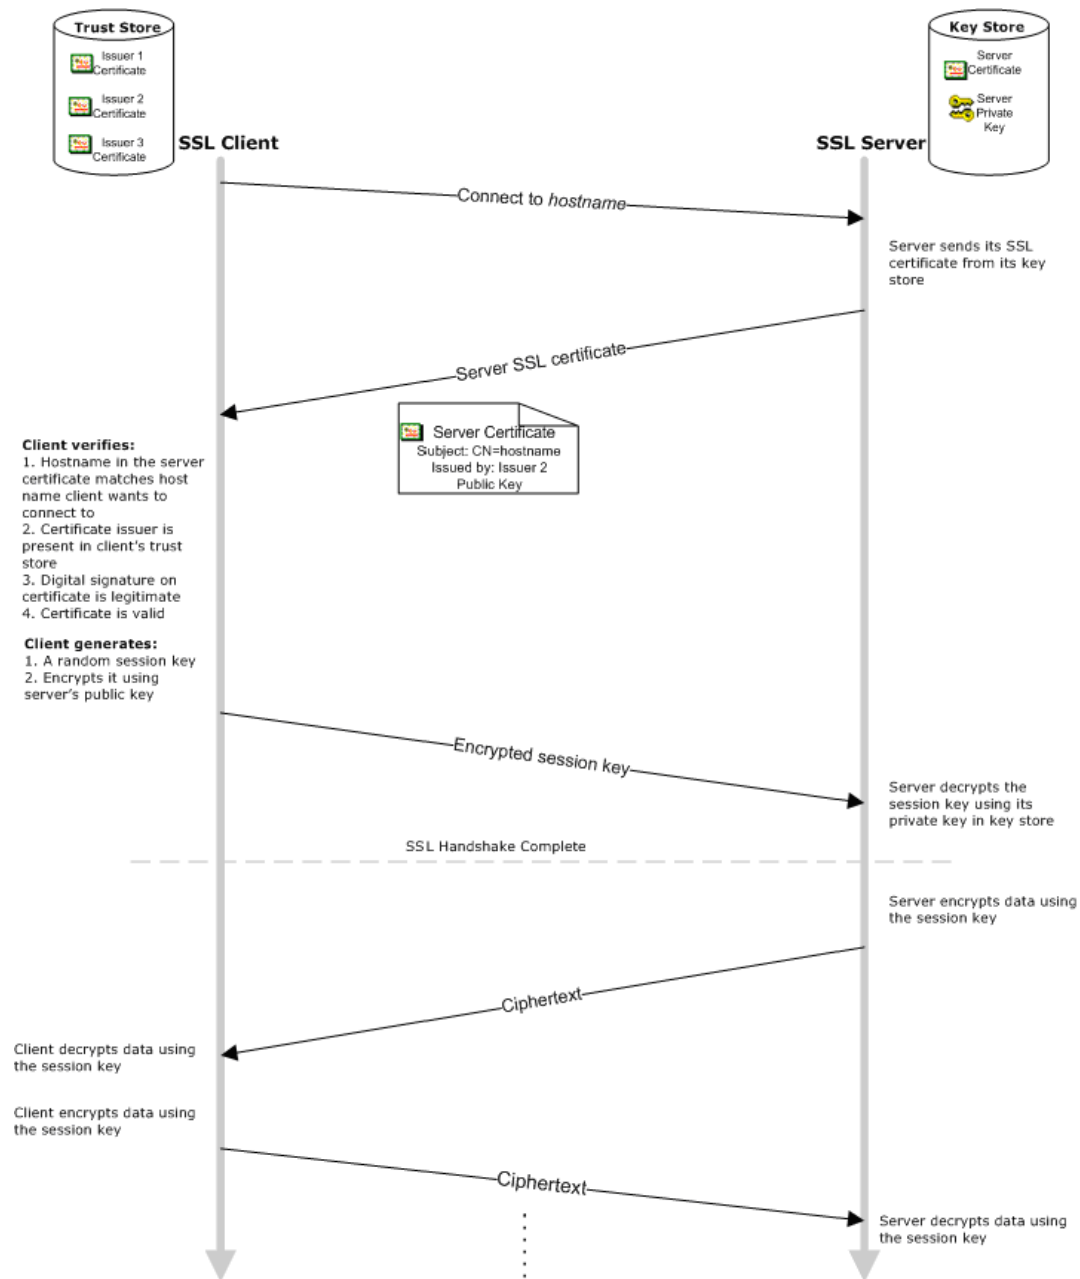 Trust Store
Issuer 1
Certificate
Issuer 2
Certificate
Issuer 3
Certificate
Key Store
Server
Certificate
Server
Private
Key
SSL Client
SSL Server
Connect to hostname
Server sends its SSL
certificate from its key
store
Server SSL certificate
Server Certificate
Subject: CN=hostname
Issued by: Issuer 2
Public Key
Client verifies:
1. Hostname in the server
certificate matches host
name client wants to
connect to
2. Certificate issuer is
present in client's trust
store
3. Digital signature on
certificate is legitimate
4. Certificate is valid
Client generates:
1. A random session key
2. Encrypts it using
server's public key
Encrypted session key
Server decrypts the
session key using its
private key in key store
SSL Handshake Complete
Server encrypts data using
the session key
Ciphertext
Client decrypts data using
the session key
Client encrypts data using
the session key
Ciphertext
Server decrypts data using
the session key